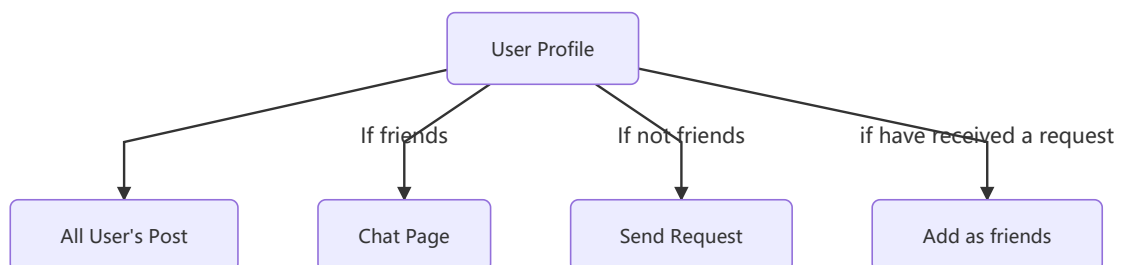 User Profile
If friends
If not friends
if have received a request
All User's Post
Chat Page
Send Request
Add as friends